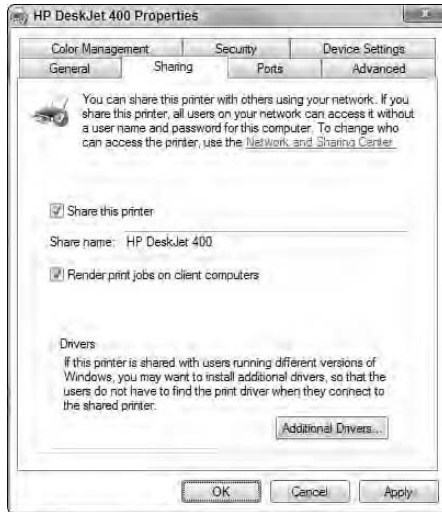 HP DeskJet 400 Properties
Color Management Security Device Settings
General Sharing Ports Advanced
You can share this printer with others using your network. If you
share this printer, all users on your network can access it without
a user name and password for this computer. To change who
can access the printer, use the Network and Sharing Center.
Share this printer
Share name: HP DeskJet 400
Render print jobs on client computers
Drivers
If this printer is shared with users running different versions of
Windows, you may want to install additional drivers, so that the
users do not have to find the print driver when they connect to
the shared printer.
Additional Drivers...
OK Cancel Apply